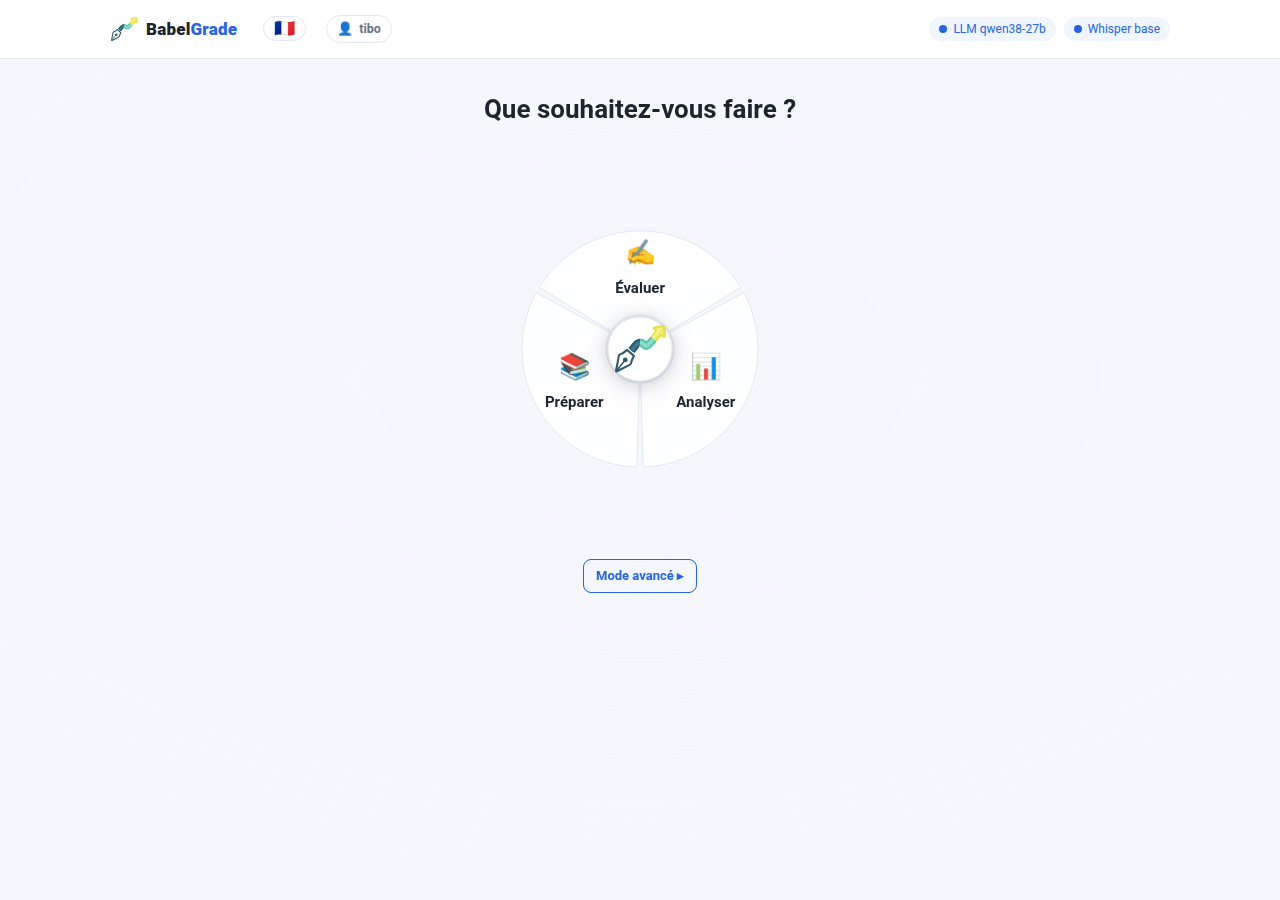 BabelGrade
tibo
LLM qwen38-27b
Whisper base
Que souhaitez-vous faire ?
Évaluer
Préparer
Analyser
Mode avancé ▸